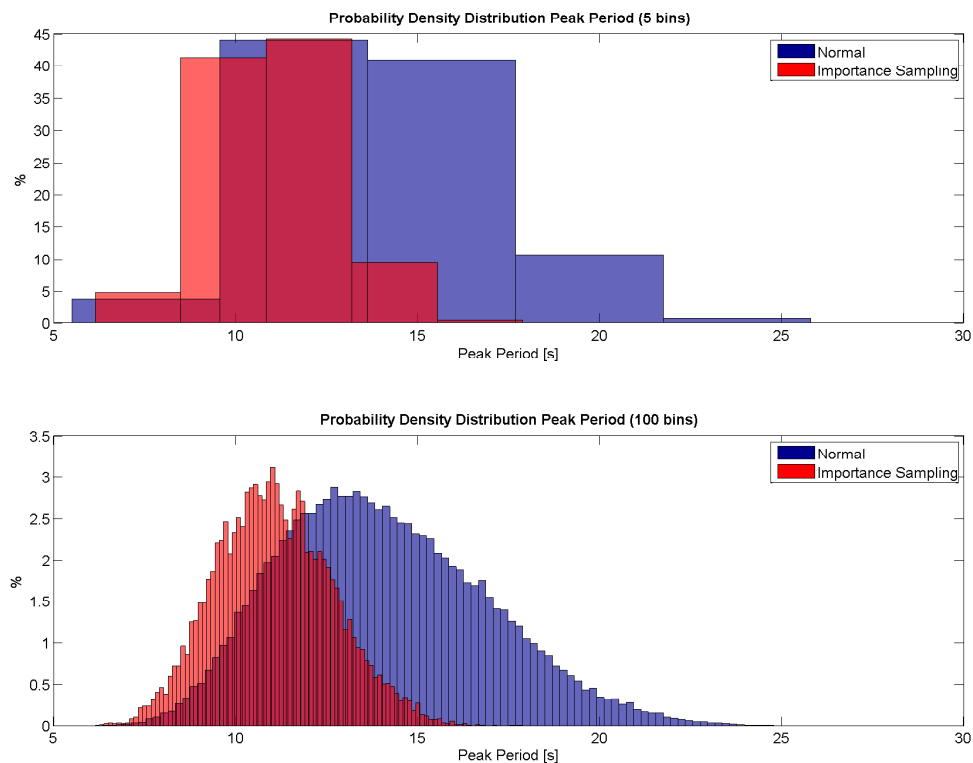 Probability Density Distribution Peak Period (5 bins)
45
40
35
30
25
20
15
10
5
0
%
Normal
Importance Sampling
5 10 15 20 25 30
Peak Period [s]
Probability Density Distribution Peak Period (100 bins)
3.5
3
2.5
2
1.5
1
0.5
0
%
Normal
Importance Sampling
5 10 15 20 25 30
Peak Period [s]